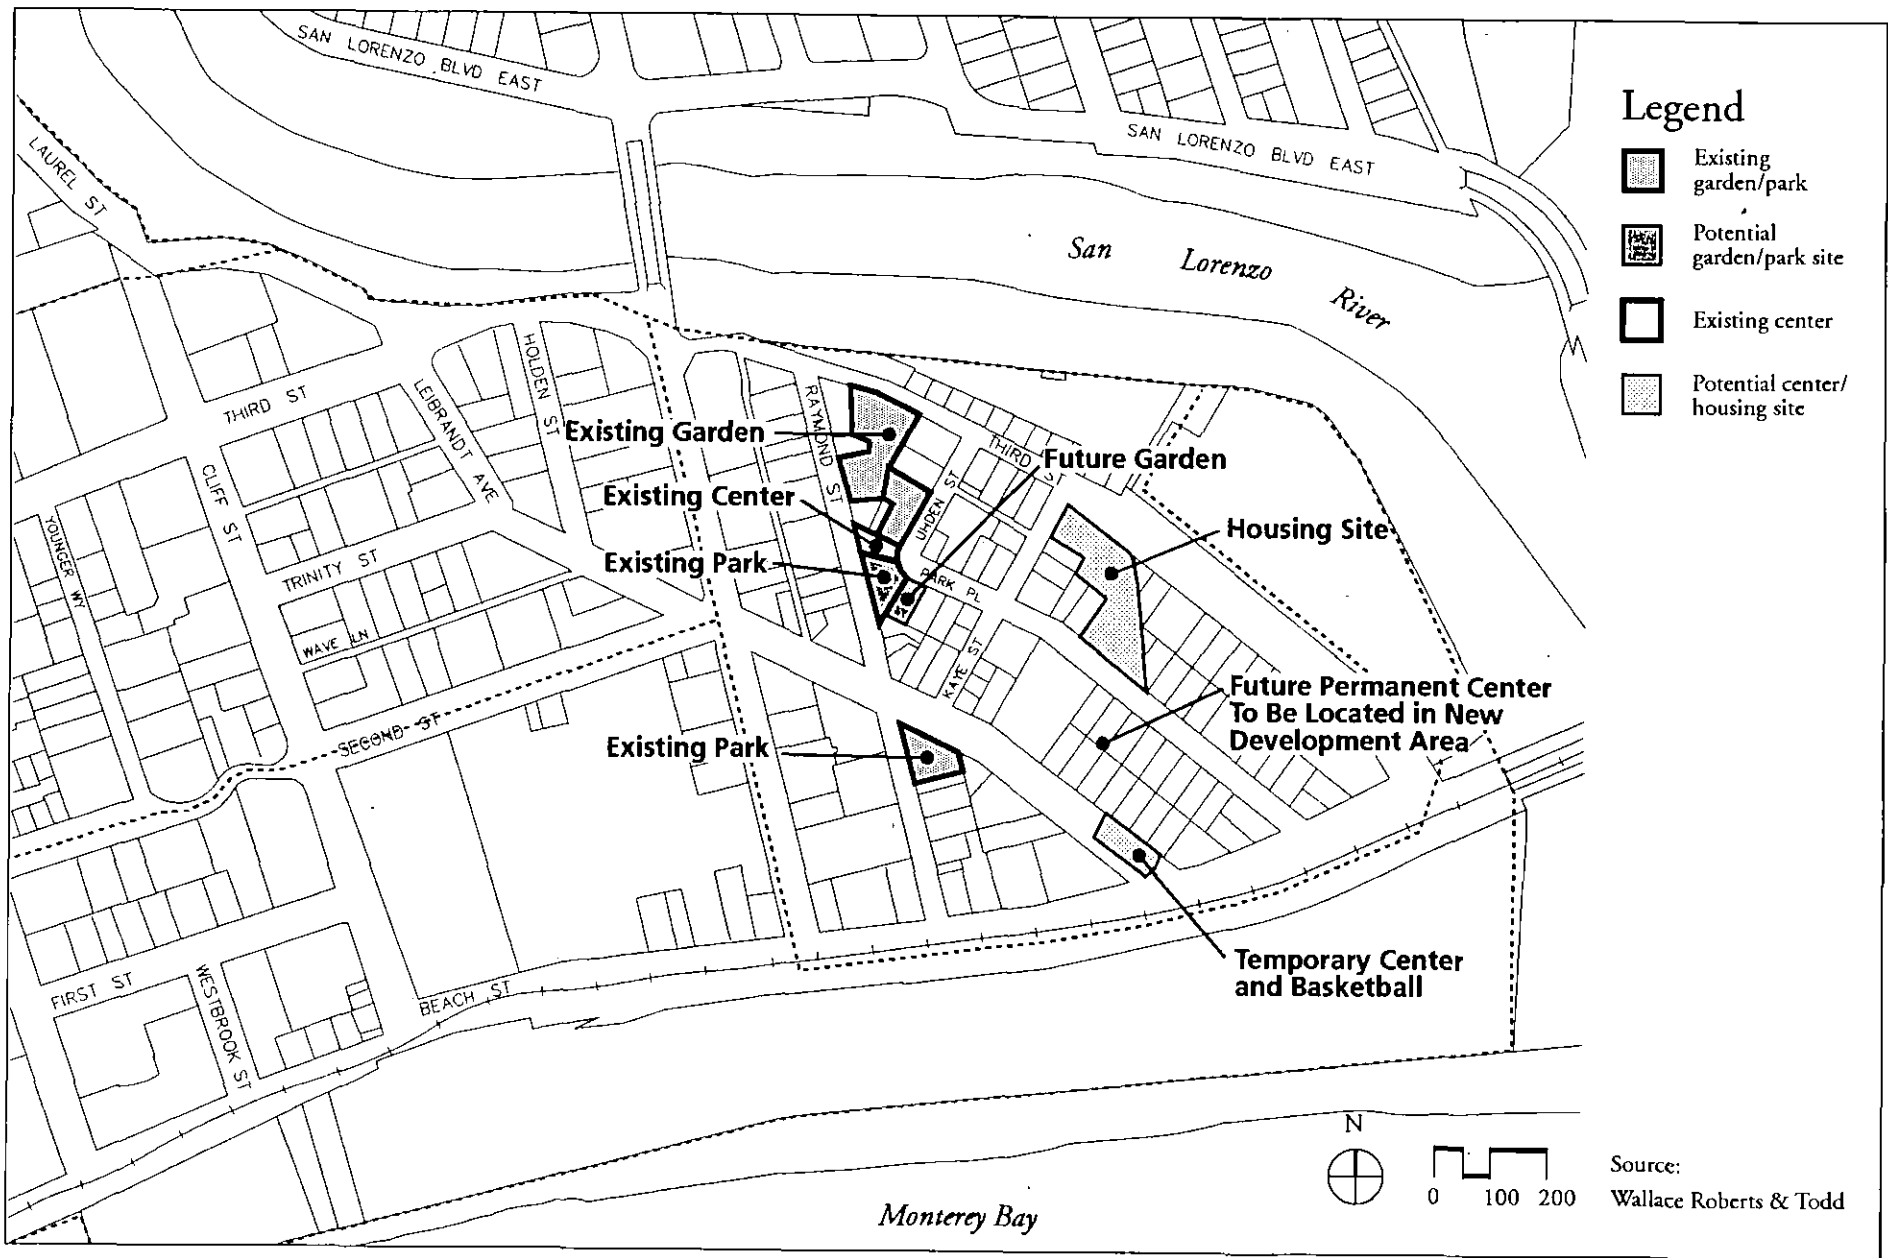 SAN LORENZO BLVD EAST
SAN LORENZO BLVD EAST
LAUREL ST
San Lorenzo River
Legend
Existing
garden/park
Potential
garden/park site
Existing center
Potential center/
housing site
THIRD ST
LEIBRANDT AVE
HOLDEN ST
RAYMOND ST
Existing Garden
THIRD ST
Future Garden
CLIFF ST
Existing Center
UHDEN ST
Housing Site
YOUNGER WY
TRINITY ST
Existing Park
PARK PL
WAVE LN
KAYE ST
SECOND ST
Existing Park
Future Permanent Center
To Be Located in New
Development Area
Temporary Center
and Basketball
FIRST ST
WESTBROOK ST
BEACH ST
N
0 100 200
Source:
Wallace Roberts & Todd
Monterey Bay